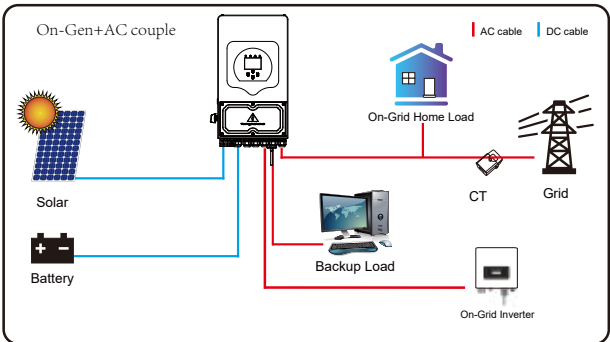 On-Gen+AC couple
AC cable
DC cable
On-Grid Home Load
CT
Grid
Solar
Backup Load
Battery
On-Grid Inverter